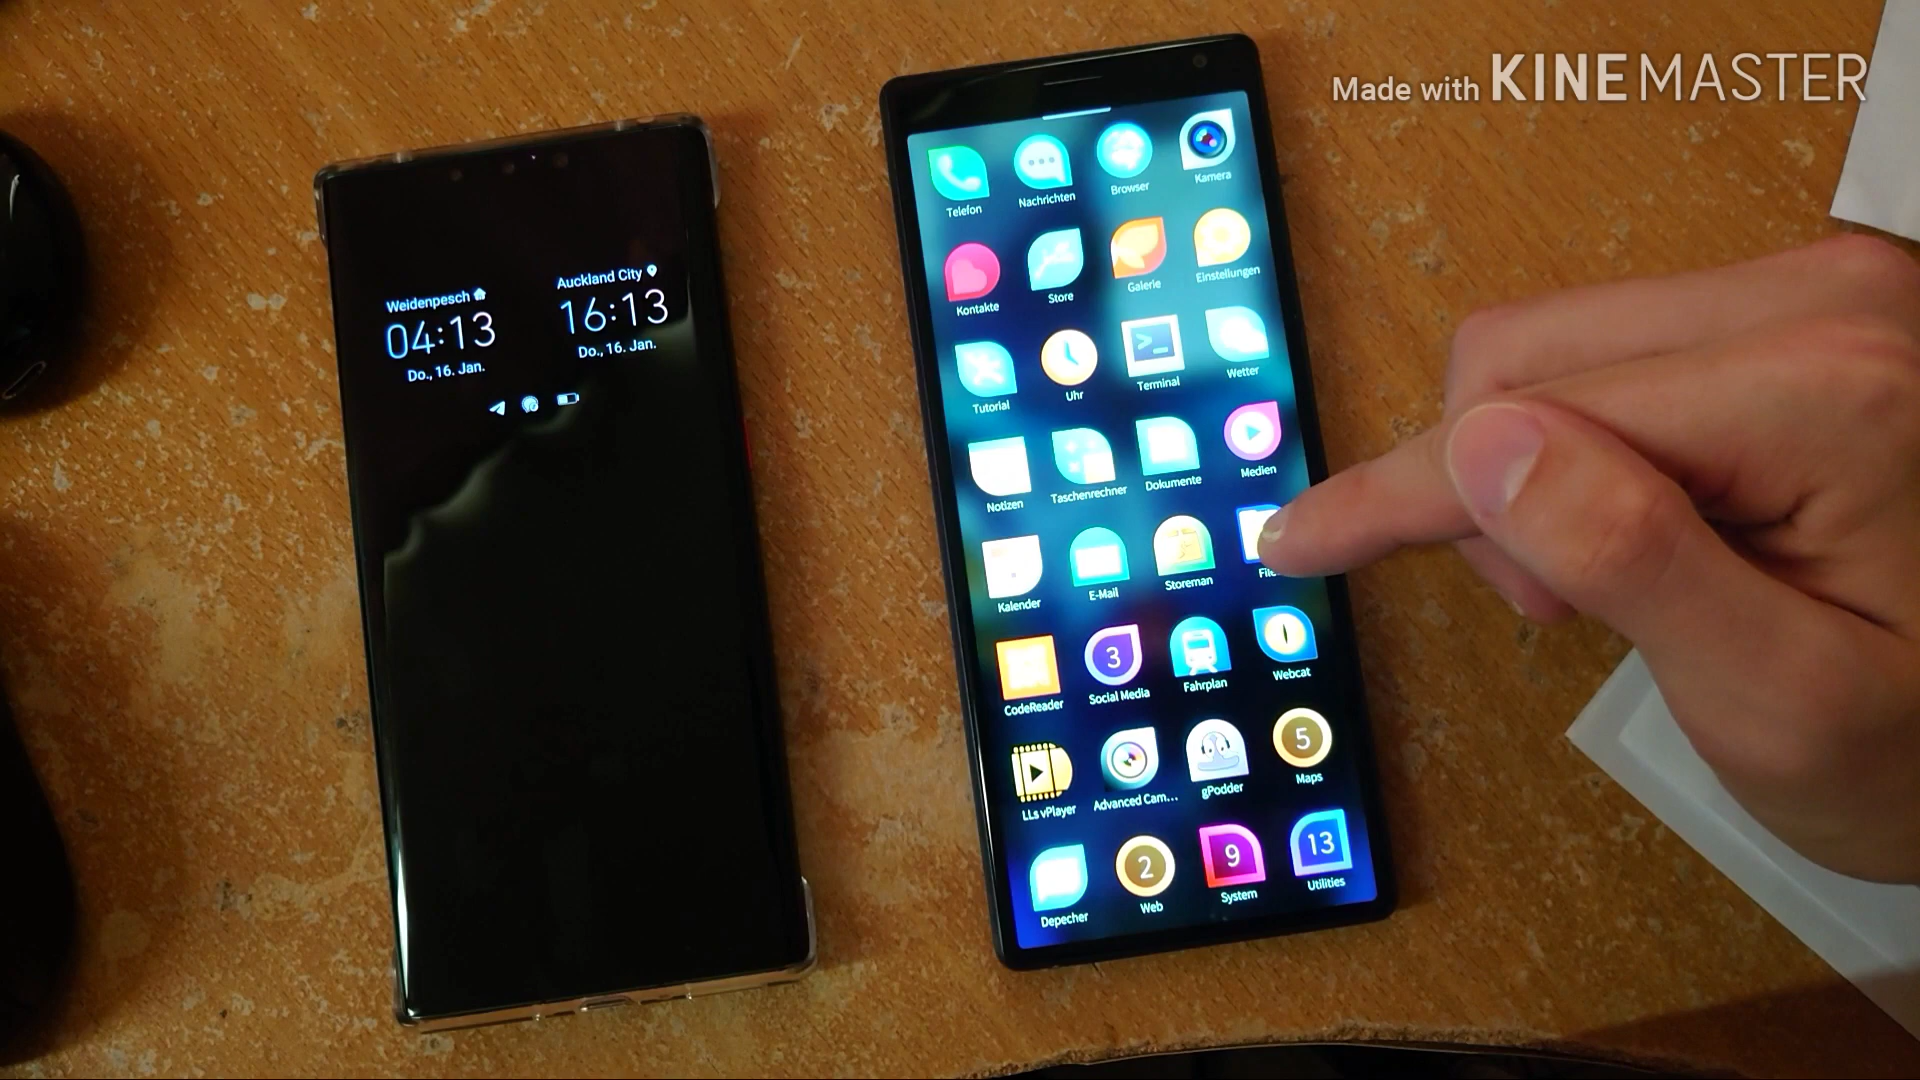 Made with KINEMASTER
Weidenpesch
04:13
Do., 16. Jan.
Auckland City
16:13
Do., 16. Jan.
Telefon
Nachrichten
Browser
Kamera
Kontakte
Store
Galerie
Einstellungen
Tutorial
Uhr
>_
Terminal
Wetter
Notizen
Taschenrechner
Dokumente
Medien
Kalender
E-Mail
Storeman
CodeReader
3
Social Media
Fahrplan
Webcat
LLs vPlayer
Advanced Cam...
gPodder
5
Maps
Depecher
2
Web
9
System
13
Utilities